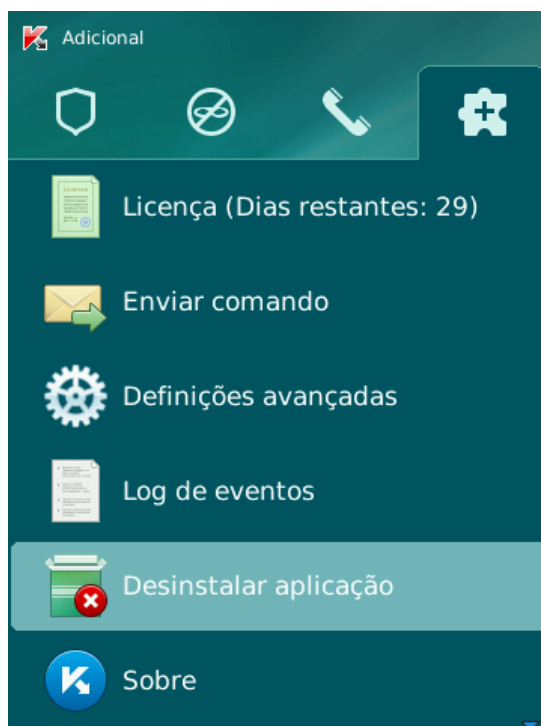 Adicional
Licença (Dias restantes: 29)
Enviar comando
Definições avançadas
Log de eventos
Desinstalar aplicação
Sobre